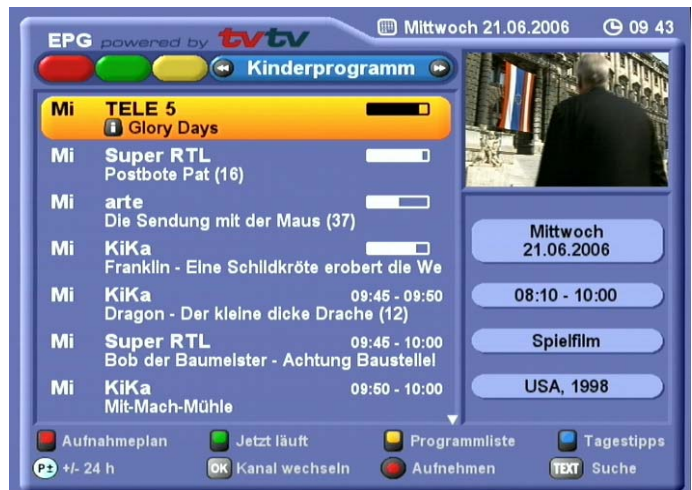 EPG powered by tvtv
Mittwoch 21.06.2006 09 43
Kinderprogramm
Mi TELE 5
i Glory Days
Mi Super RTL
Postbote Pat (16)
Mi arte
Die Sendung mit der Maus (37)
Mi KiKa
Franklin - Eine Schildkröte erobert die We
Mi KiKa 09:45 - 09:50
Dragon - Der kleine dicke Drache (12)
Mi Super RTL 09:45 - 10:00
Bob der Baumeister - Achtung Baustelle!
Mi KiKa 09:50 - 10:00
Mit-Mach-Mühle
Mittwoch
21.06.2006
08:10 - 10:00
Spielfilm
USA, 1998
Aufnahmeplan Jetzt läuft Programmliste Tagestipps
P± +/- 24 h OK Kanal wechseln Aufnehmen TEXT Suche